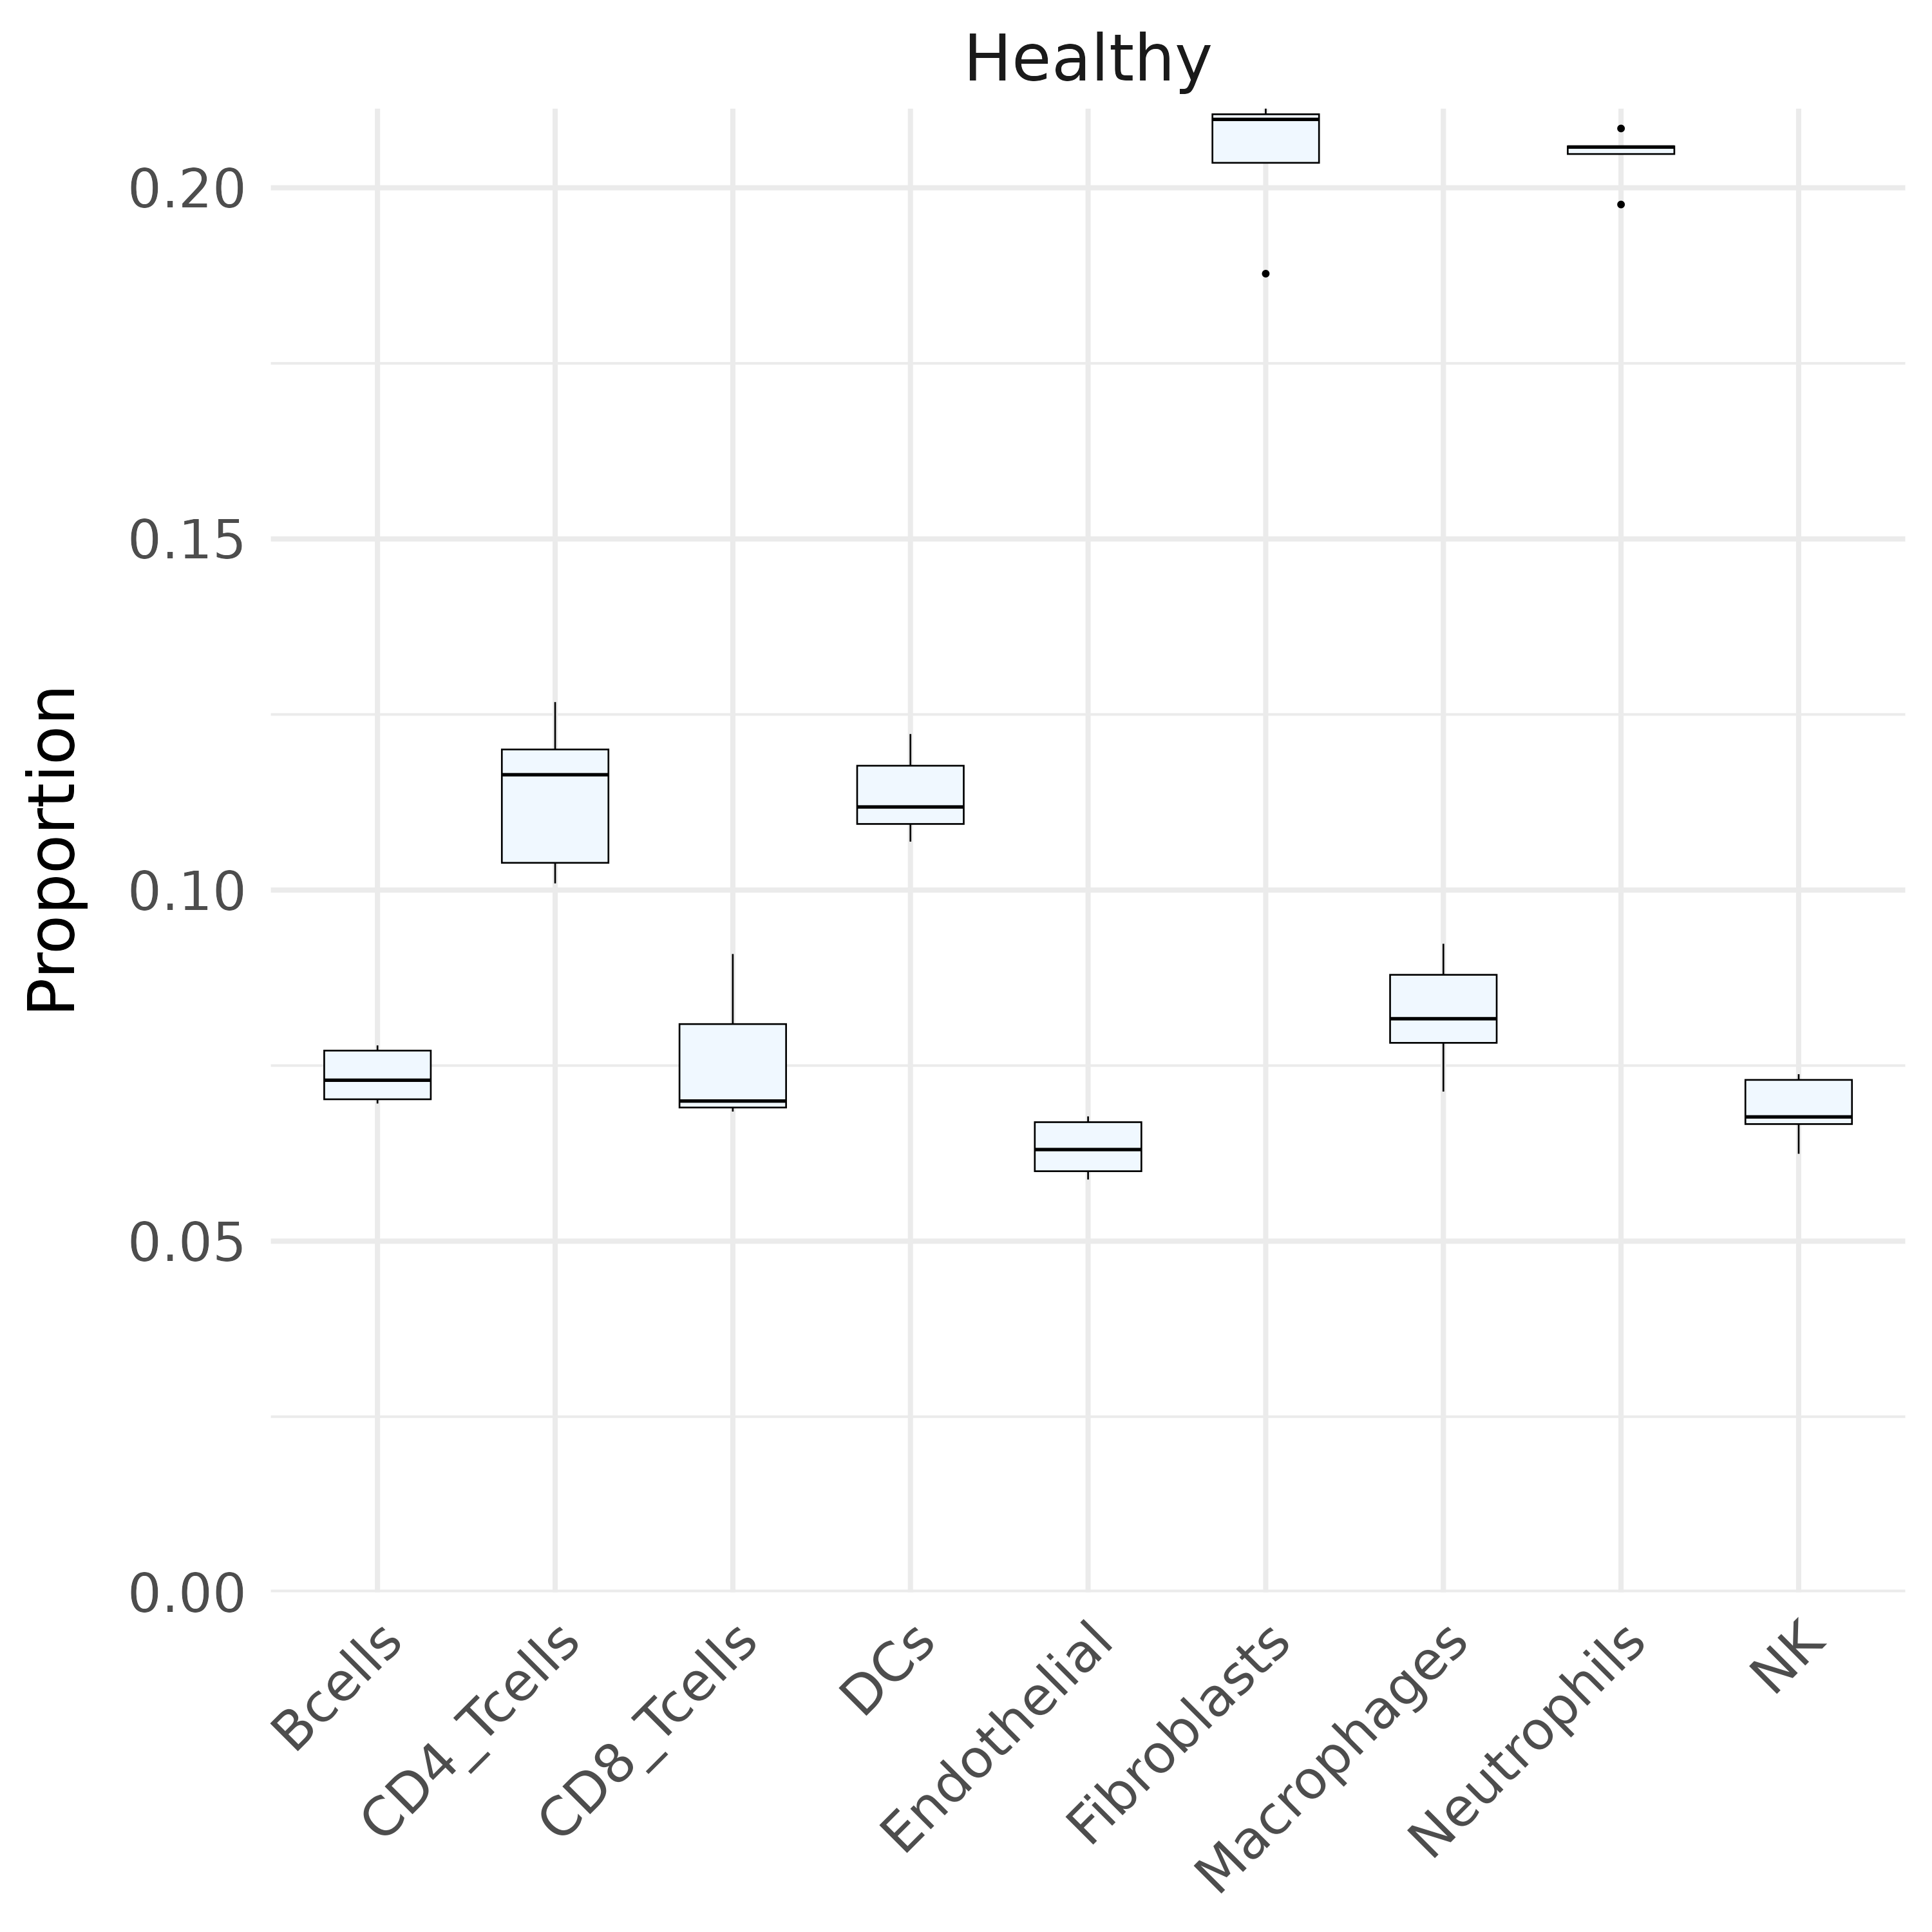 Healthy
Proportion
0.20
0.15
0.10
0.05
0.00
Bcells
CD4_Tcells
CD8_Tcells
DCs
Endothelial
Fibroblasts
Macrophages
Neutrophils
NK